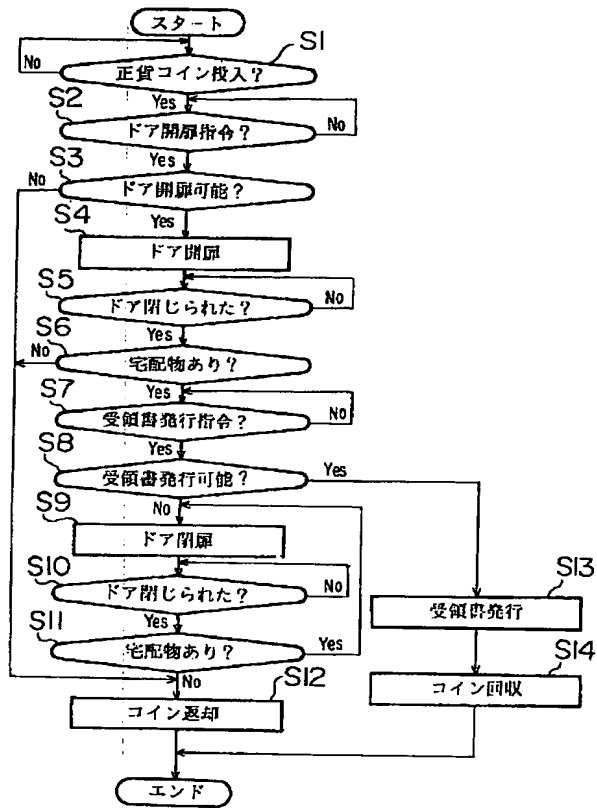 スタート
S1
No
正貨コイン投入?
Yes
S2
ドア開扉指令?
No
Yes
S3
No
ドア開扉可能?
Yes
S4
ドア開扉
S5
ドア閉じられた?
No
Yes
S6
No
宅配物あり?
Yes
S7
受領書発行指令?
No
Yes
S8
受領書発行可能?
Yes
No
S9
ドア閉扉
S10
ドア閉じられた?
No
Yes
S11
宅配物あり?
Yes
No
S12
コイン返却
S13
受領書発行
S14
コイン回収
エンド